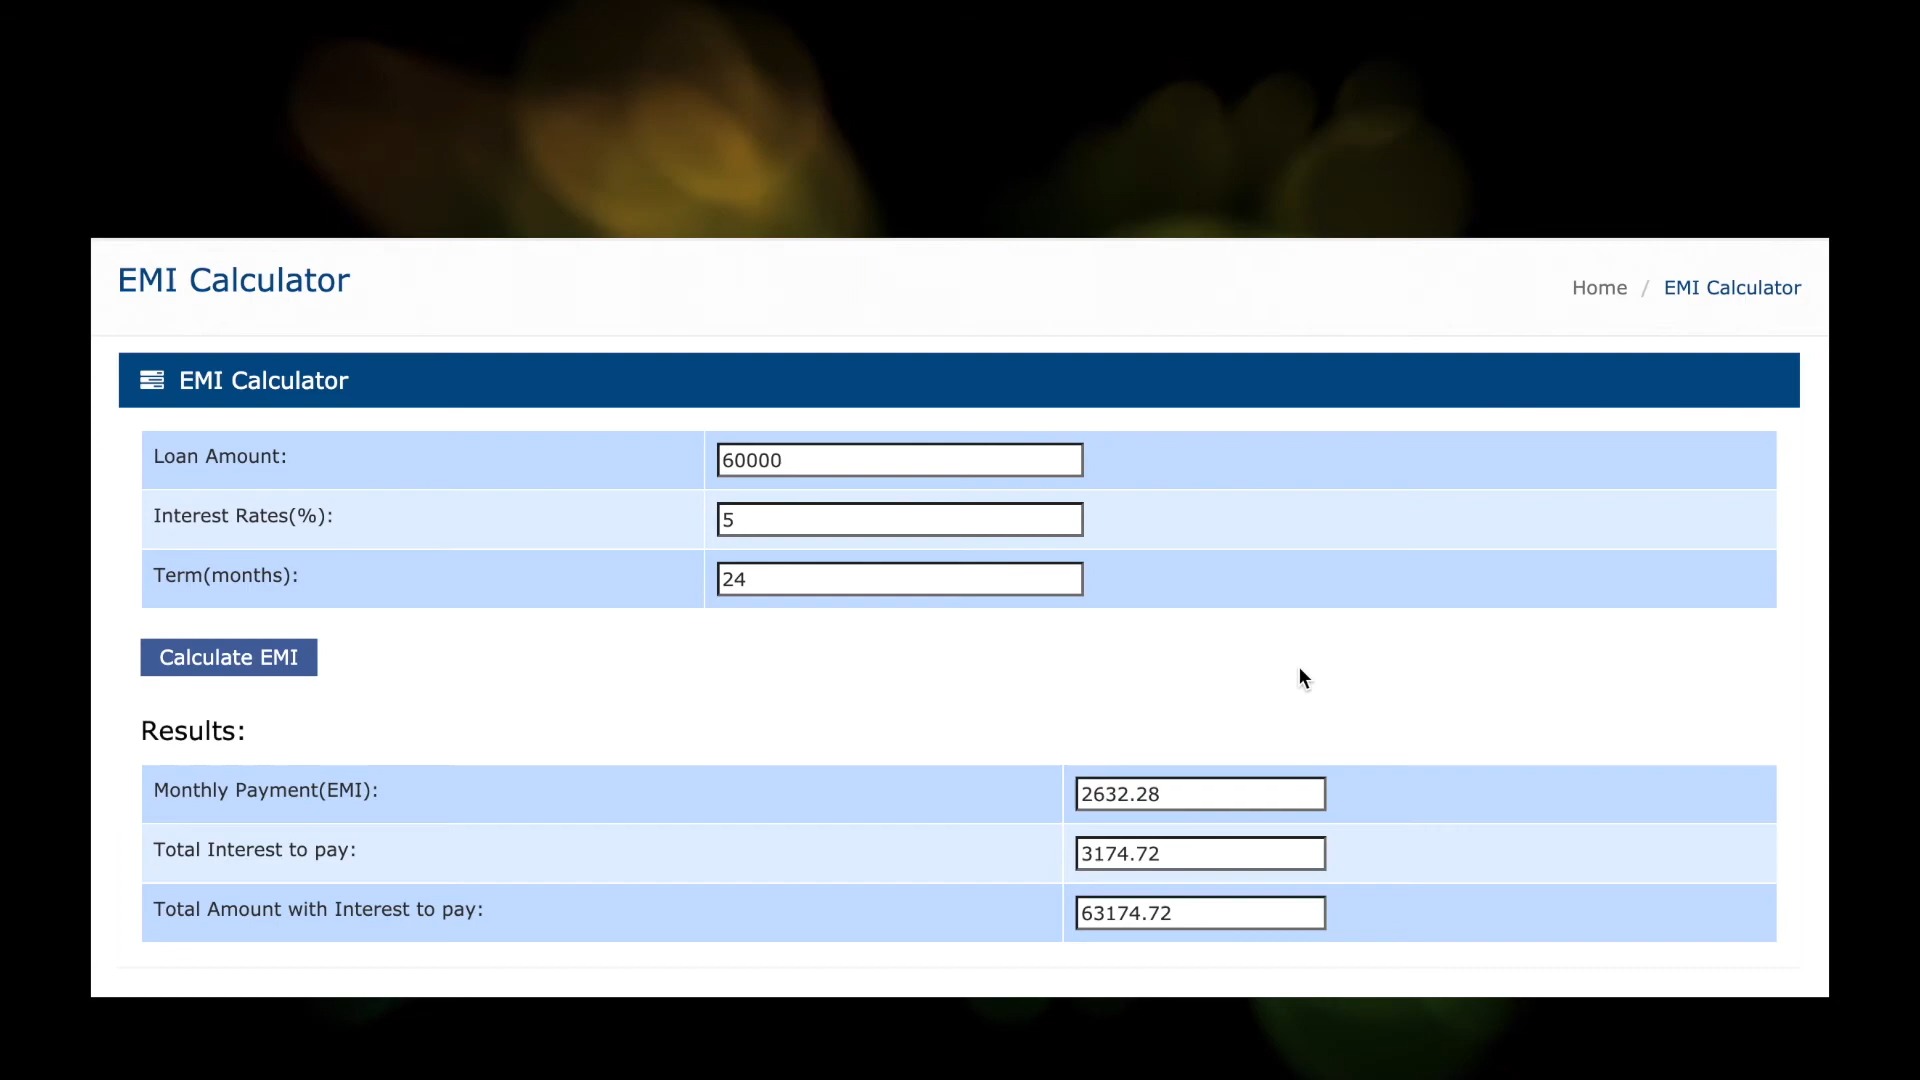 EMI Calculator
Home / EMI Calculator
EMI Calculator
Loan Amount: 60000
Interest Rates(%): 5
Term(months): 24
Calculate EMI
Results:
Monthly Payment(EMI): 2632.28
Total Interest to pay: 3174.72
Total Amount with Interest to pay: 63174.72